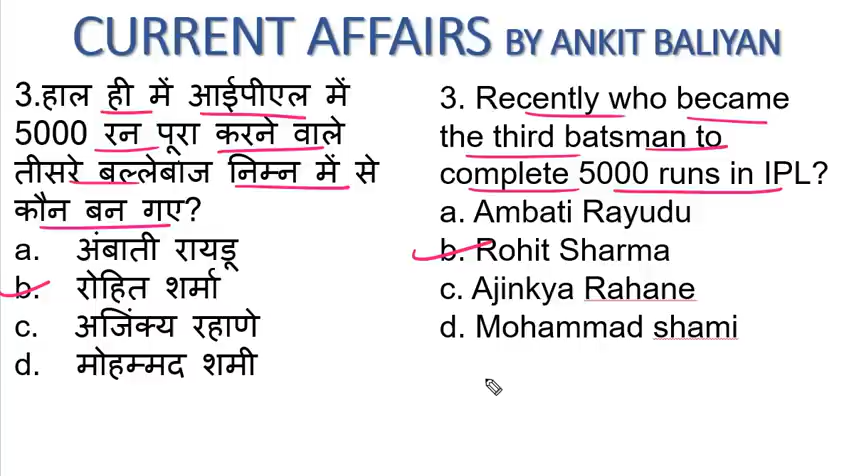 CURRENT AFFAIRS BY ANKIT BALIYAN
3.हाल ही में आईपीएल में
5000 रन पूरा करने वाले
तीसरे बल्लेबाज निम्न में से
कौन बन गए?
a. अंबाती रायडू
b. रोहित शर्मा
c. अजिंक्य रहाणे
d. मोहम्मद शमी
3. Recently who became
the third batsman to
complete 5000 runs in IPL?
a. Ambati Rayudu
b. Rohit Sharma
c. Ajinkya Rahane
d. Mohammad shami